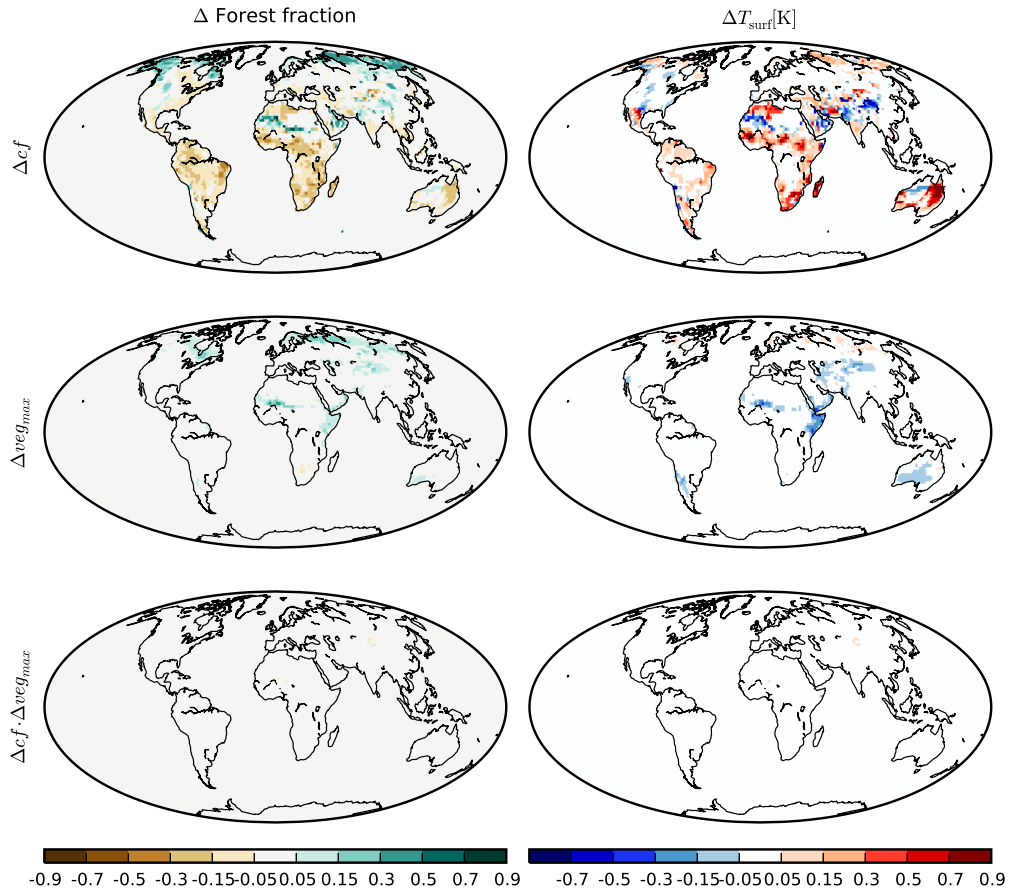 Δ Forest fraction
ΔT_surf[K]
Δcf
Δveg_max
Δcf · Δveg_max
-0.9 -0.7 -0.5 -0.3 -0.15 -0.05 0.05 0.15 0.3 0.5 0.7 0.9
-0.7 -0.5 -0.3 -0.15 -0.05 0.05 0.15 0.3 0.5 0.7 0.9